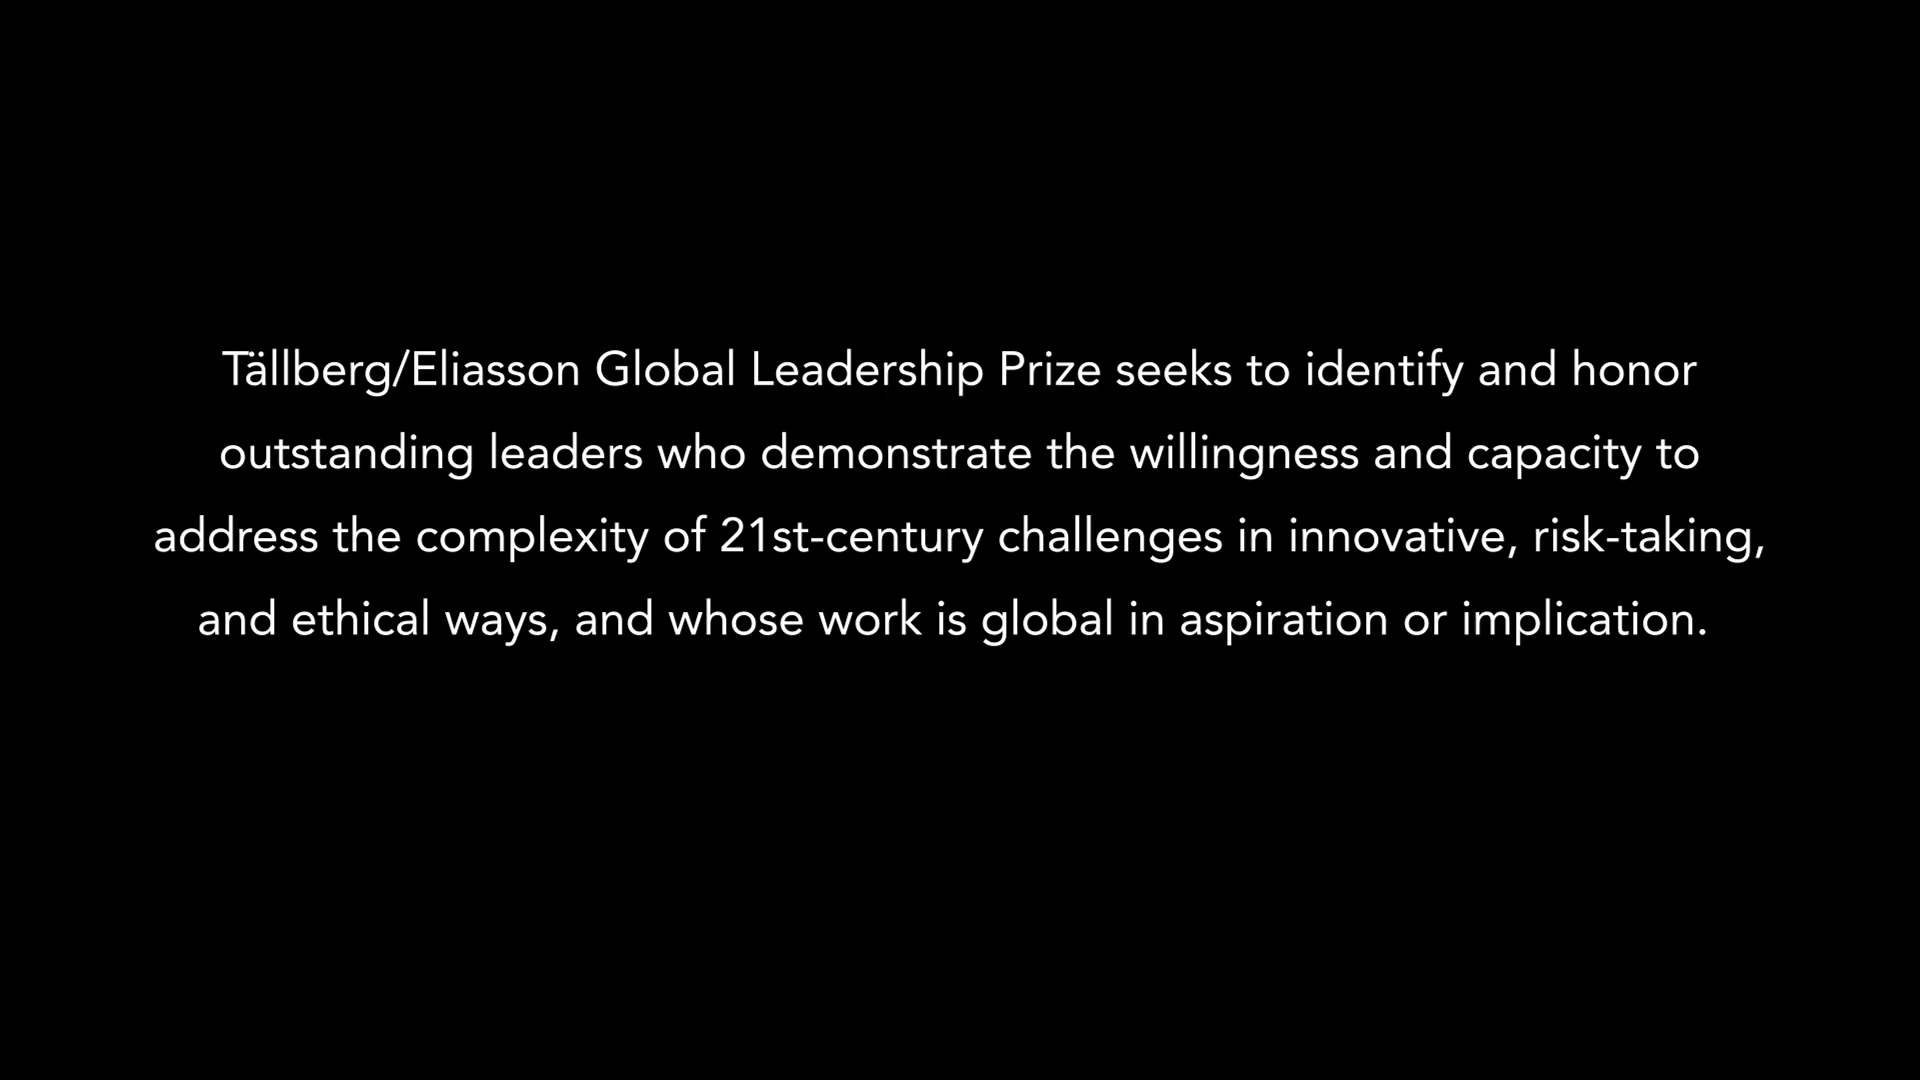 Tällberg/Eliasson Global Leadership Prize seeks to identify and honor
outstanding leaders who demonstrate the willingness and capacity to
address the complexity of 21st-century challenges in innovative, risk-taking,
and ethical ways, and whose work is global in aspiration or implication.